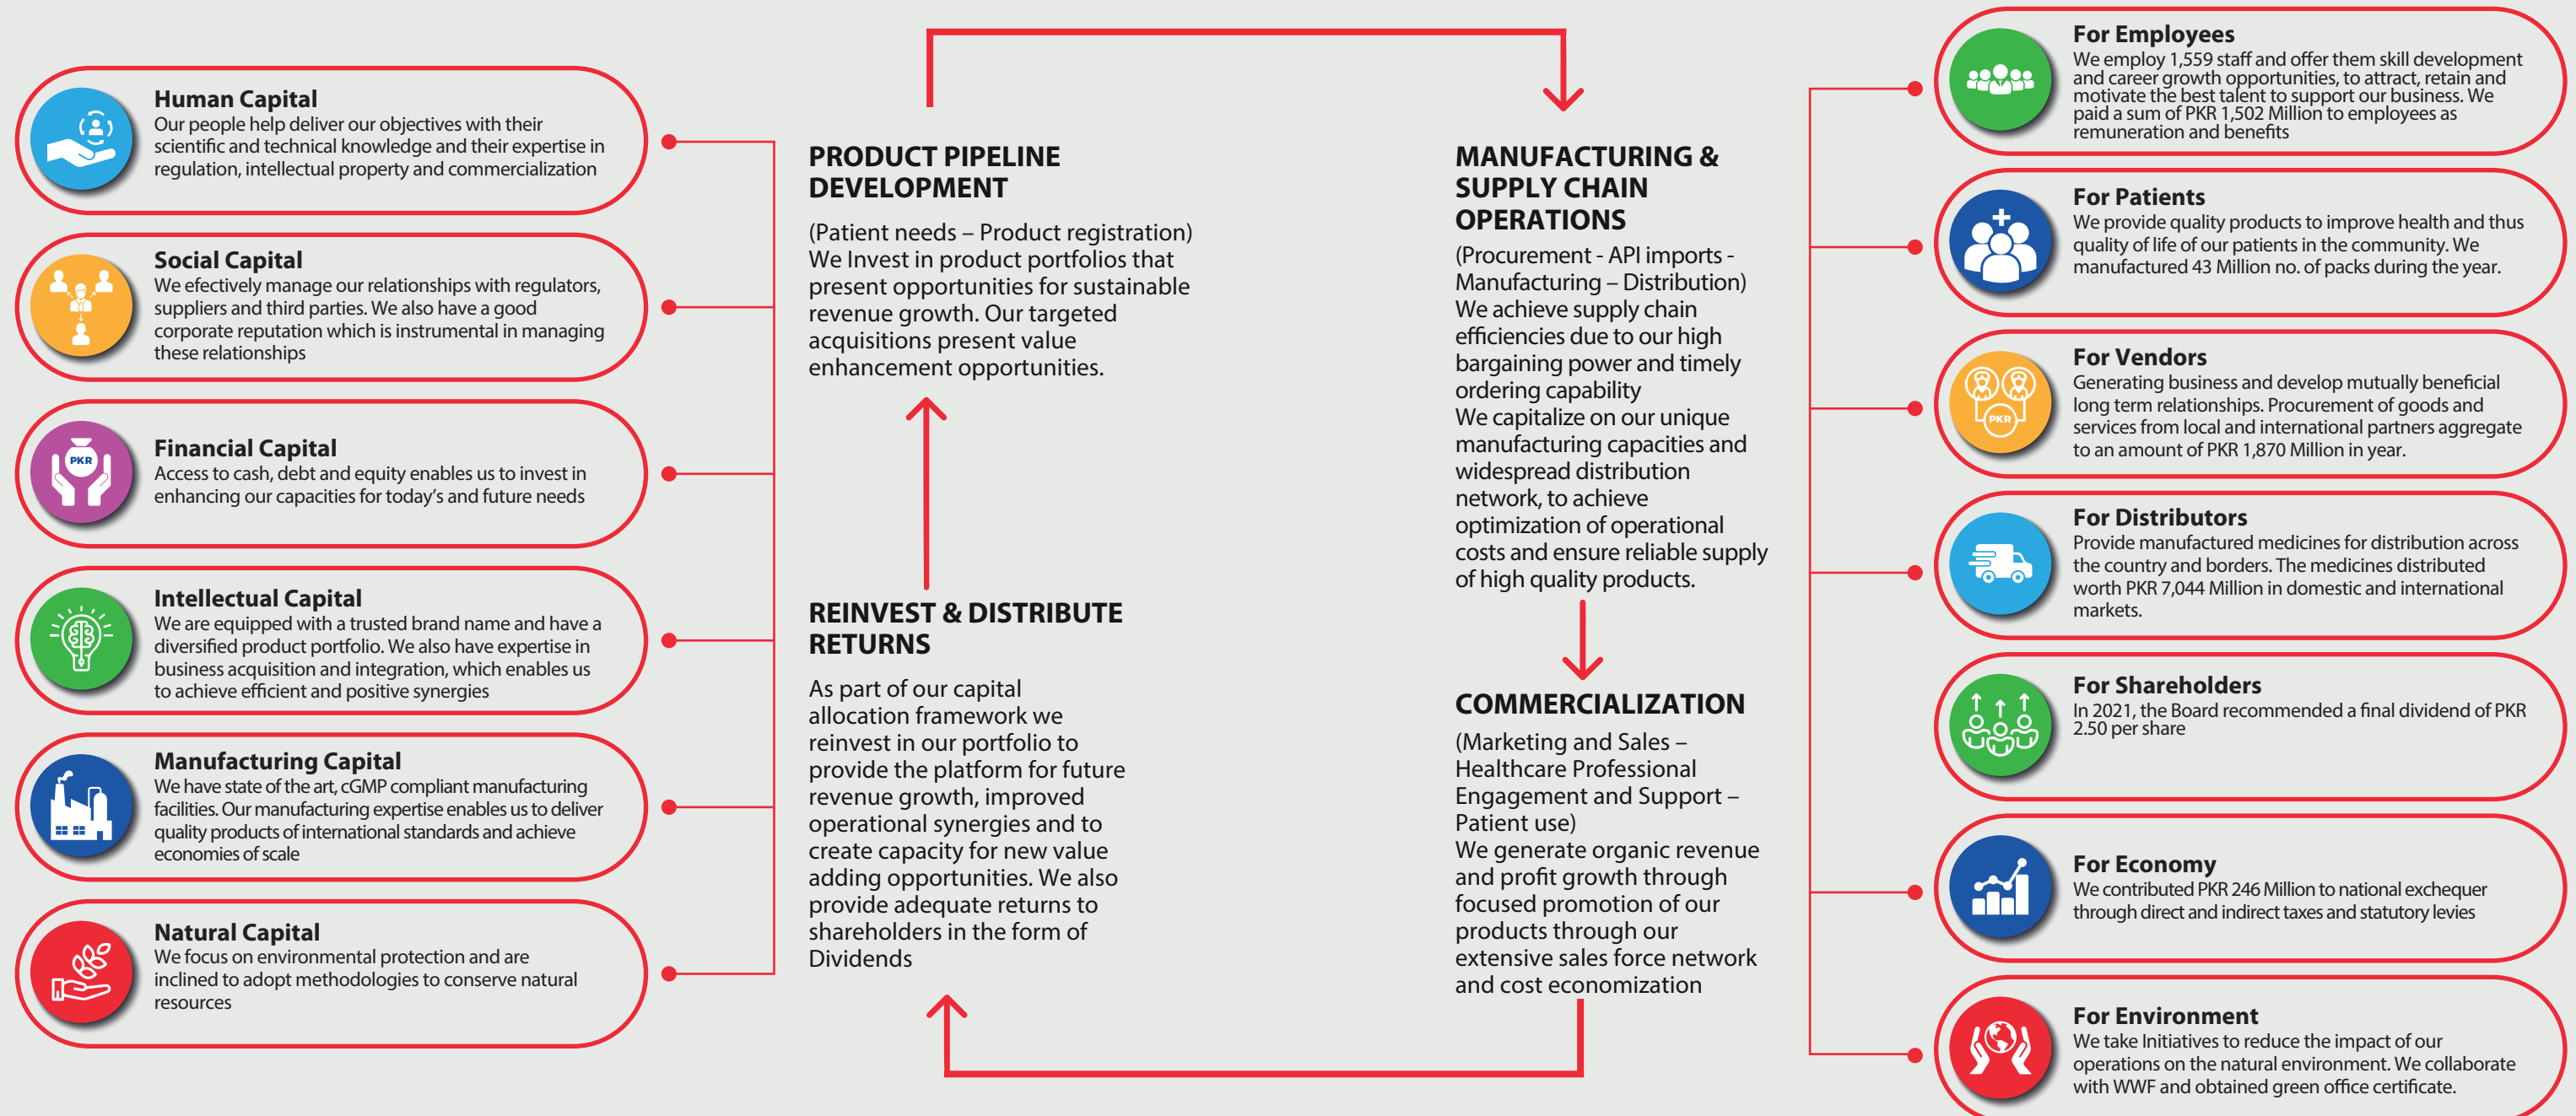 Human Capital
Our people help deliver our objectives with their
scientific and technical knowledge and their expertise in
regulation, intellectual property and commercialization
Social Capital
We efectively manage our relationships with regulators,
suppliers and third parties. We also have a good
corporate reputation which is instrumental in managing
these relationships
PKR
Financial Capital
Access to cash, debt and equity enables us to invest in
enhancing our capacities for today's and future needs
Intellectual Capital
We are equipped with a trusted brand name and have a
diversified product portfolio. We also have expertise in
business acquisition and integration, which enables us
to achieve efficient and positive synergies
Manufacturing Capital
We have state of the art, cGMP compliant manufacturing
facilities. Our manufacturing expertise enables us to deliver
quality products of international standards and achieve
economies of scale
Natural Capital
We focus on environmental protection and are
inclined to adopt methodologies to conserve natural
resources
PRODUCT PIPELINE
DEVELOPMENT
(Patient needs – Product registration)
We Invest in product portfolios that
present opportunities for sustainable
revenue growth. Our targeted
acquisitions present value
enhancement opportunities.
REINVEST & DISTRIBUTE
RETURNS
As part of our capital
allocation framework we
reinvest in our portfolio to
provide the platform for future
revenue growth, improved
operational synergies and to
create capacity for new value
adding opportunities. We also
provide adequate returns to
shareholders in the form of
Dividends
MANUFACTURING &
SUPPLY CHAIN
OPERATIONS
(Procurement - API imports -
Manufacturing – Distribution)
We achieve supply chain
efficiencies due to our high
bargaining power and timely
ordering capability
We capitalize on our unique
manufacturing capacities and
widespread distribution
network, to achieve
optimization of operational
costs and ensure reliable supply
of high quality products.
COMMERCIALIZATION
(Marketing and Sales –
Healthcare Professional
Engagement and Support –
Patient use)
We generate organic revenue
and profit growth through
focused promotion of our
products through our
extensive sales force network
and cost economization
For Employees
We employ 1,559 staff and offer them skill development
and career growth opportunities, to attract, retain and
motivate the best talent to support our business. We
paid a sum of PKR 1,502 Million to employees as
remuneration and benefits
For Patients
We provide quality products to improve health and thus
quality of life of our patients in the community. We
manufactured 43 Million no. of packs during the year.
PKR
For Vendors
Generating business and develop mutually beneficial
long term relationships. Procurement of goods and
services from local and international partners aggregate
to an amount of PKR 1,870 Million in year.
For Distributors
Provide manufactured medicines for distribution across
the country and borders. The medicines distributed
worth PKR 7,044 Million in domestic and international
markets.
For Shareholders
In 2021, the Board recommended a final dividend of PKR
2.50 per share
For Economy
We contributed PKR 246 Million to national exchequer
through direct and indirect taxes and statutory levies
For Environment
We take Initiatives to reduce the impact of our
operations on the natural environment. We collaborate
with WWF and obtained green office certificate.